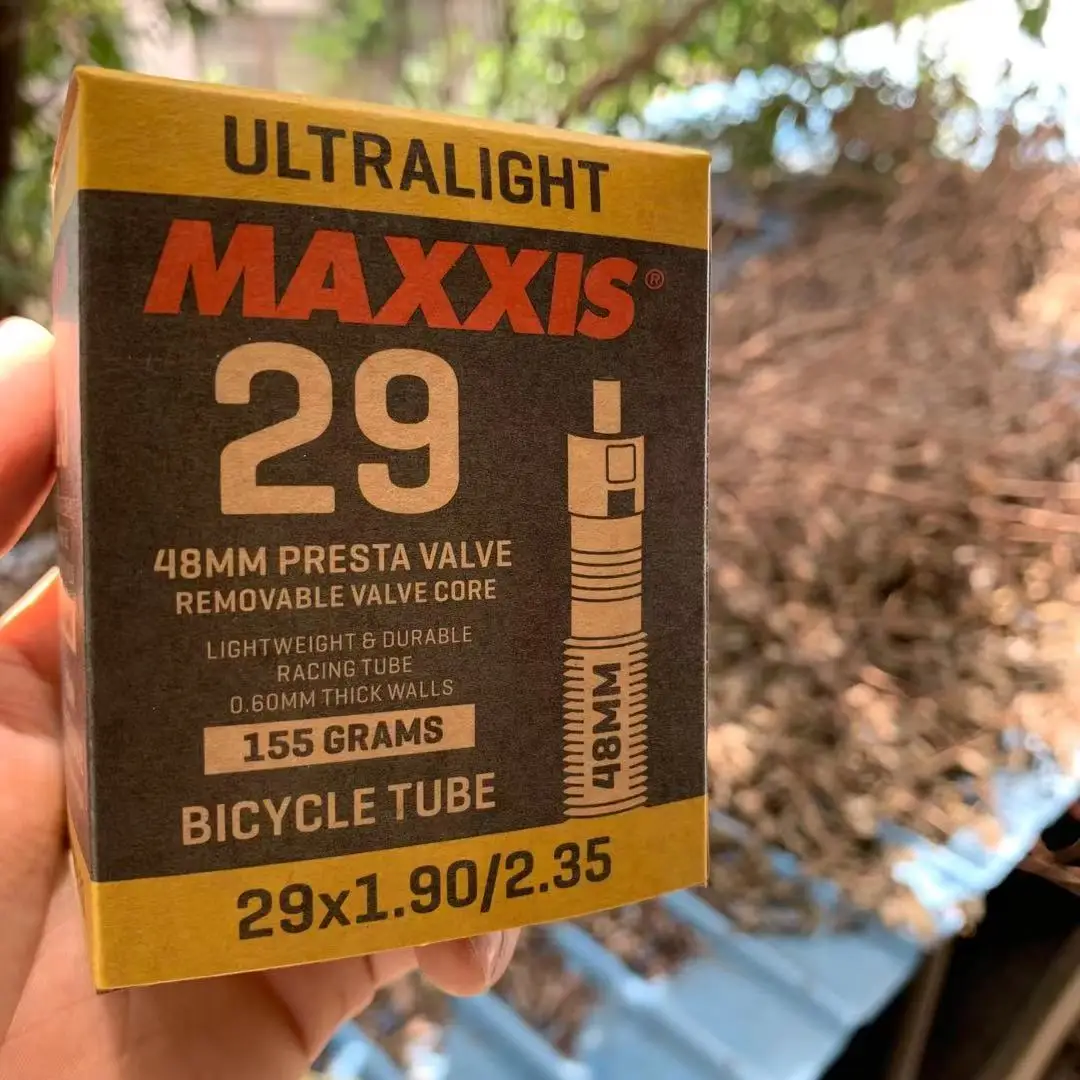 ULTRALIGHT
MAXXIS®
29
48MM PRESTA VALVE
REMOVABLE VALVE CORE
LIGHTWEIGHT & DURABLE
RACING TUBE
0.60MM THICK WALLS
155 GRAMS
48MM
BICYCLE TUBE
29x1.90/2.35